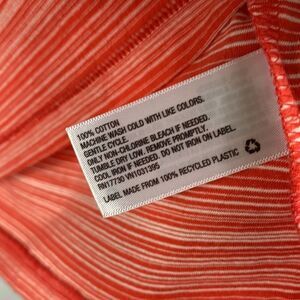 100% COTTON
MACHINE WASH COLD WITH LIKE COLORS.
GENTLE CYCLE.
ONLY NON-CHLORINE BLEACH IF NEEDED.
TUMBLE DRY LOW. REMOVE PROMPTLY.
COOL IRON IF NEEDED. DO NOT IRON ON LABEL.
RN17730 VN1031395
LABEL MADE FROM 100% RECYCLED PLASTIC